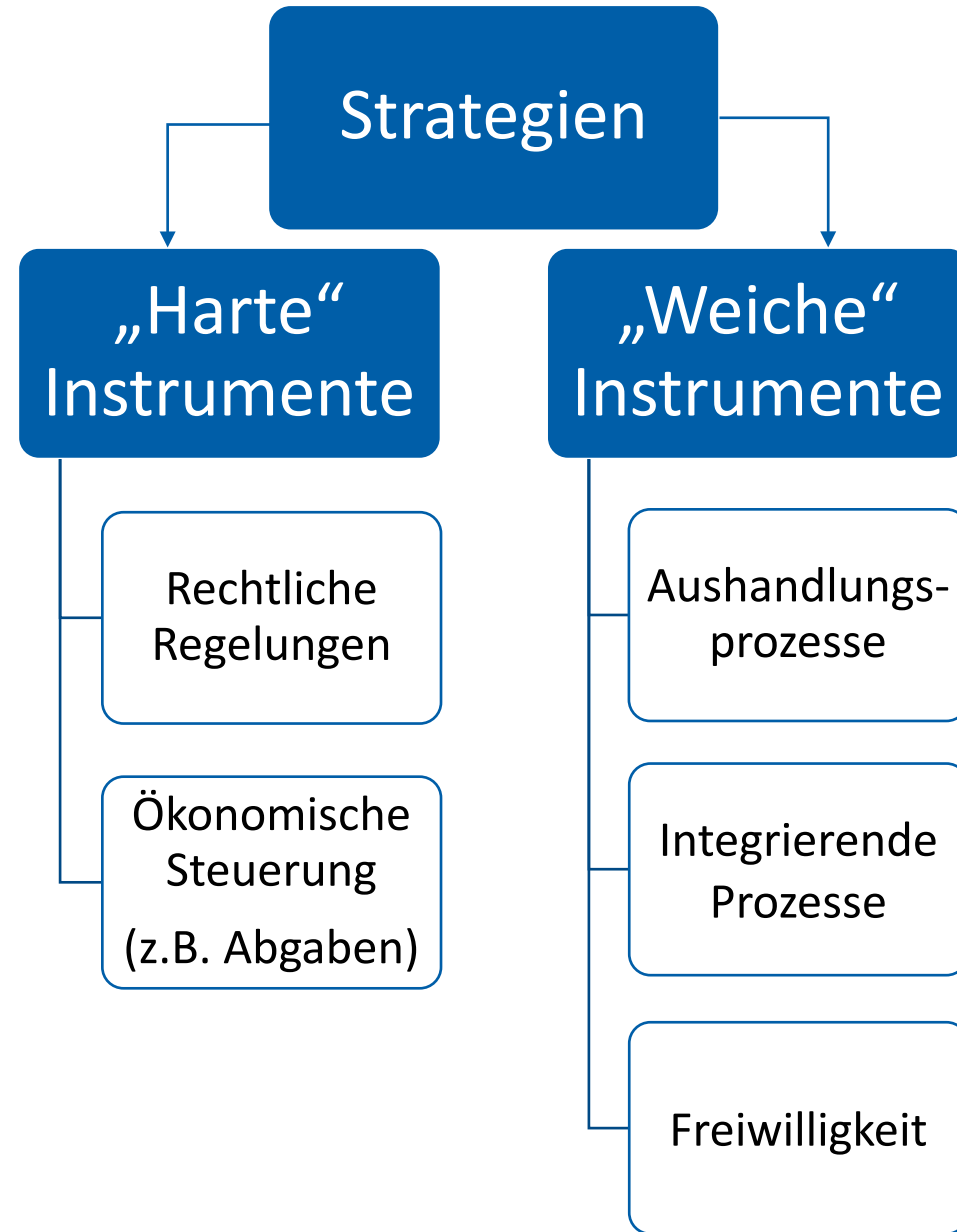 Strategien
„Harte“
Instrumente
Rechtliche
Regelungen
Ökonomische
Steuerung
(z.B. Abgaben)
„Weiche“
Instrumente
Aushandlungs-
prozesse
Integrierende
Prozesse
Freiwilligkeit